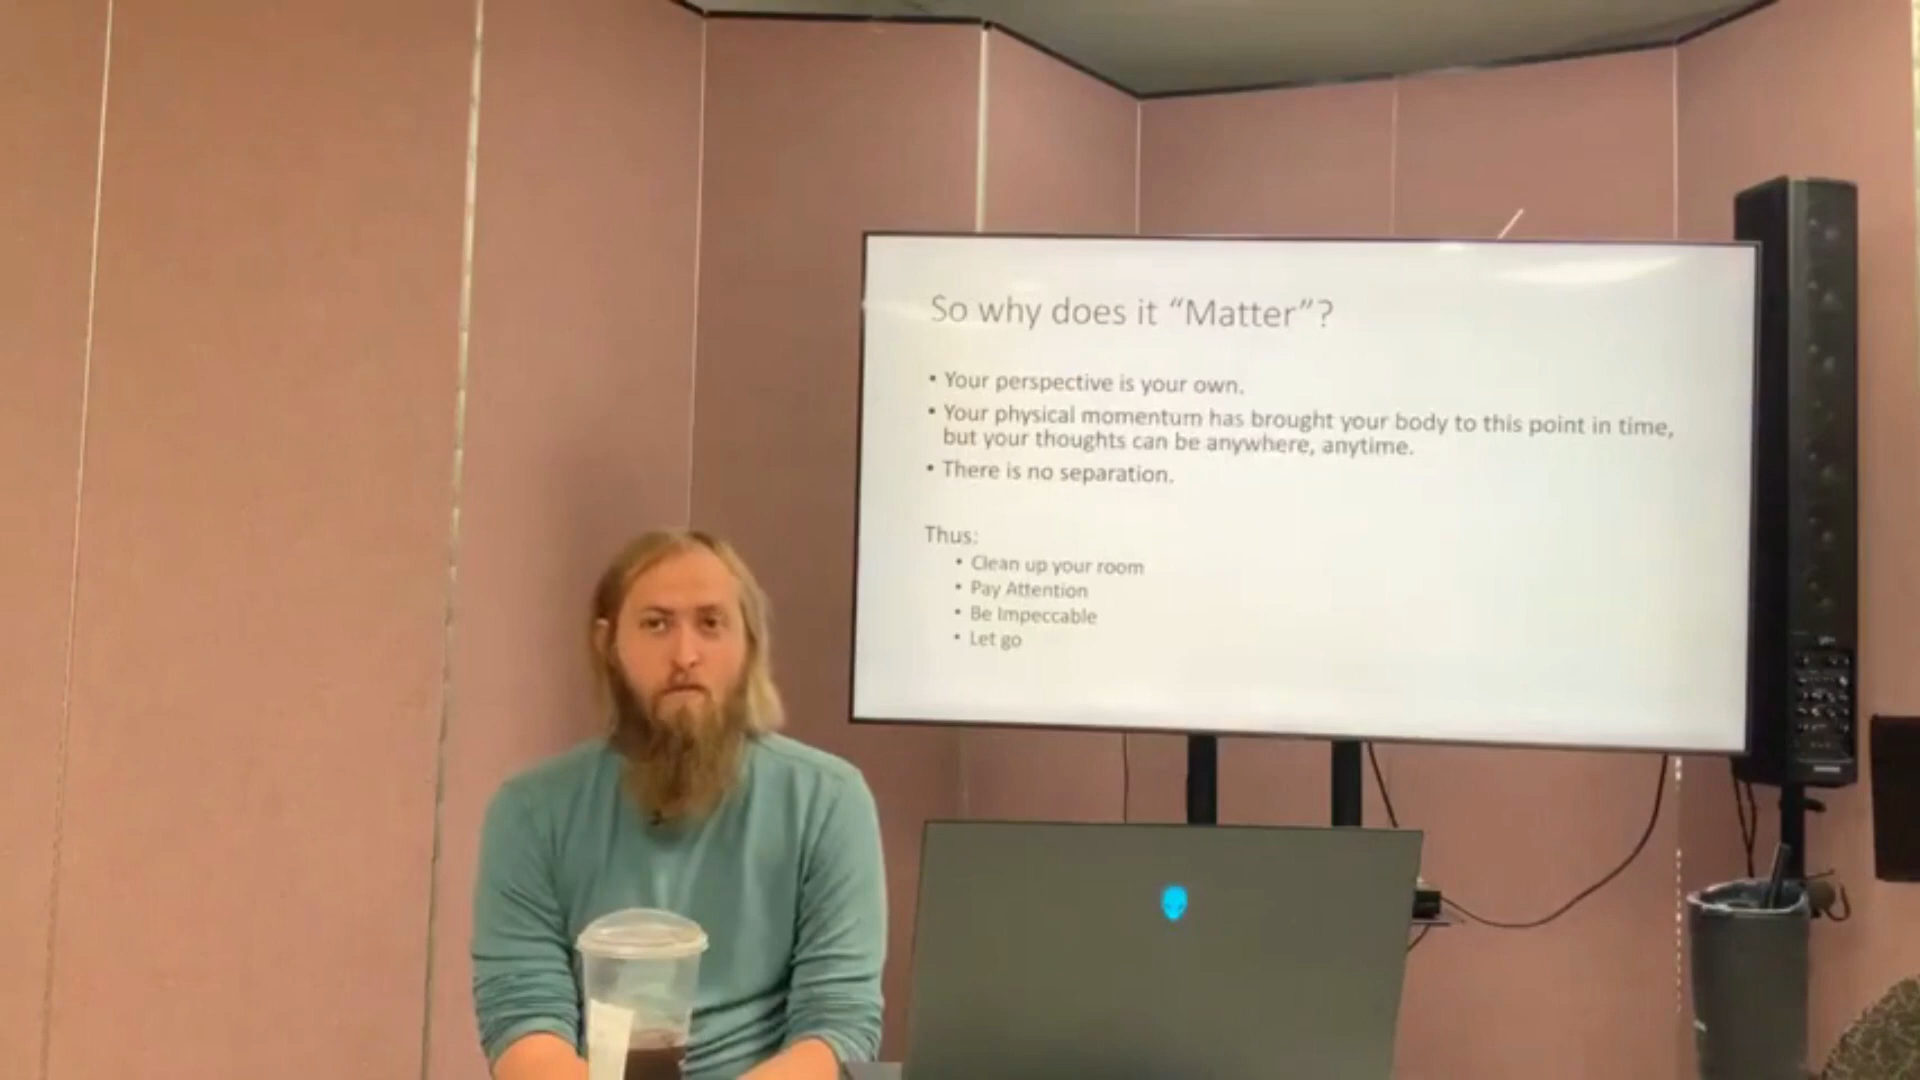 So why does it “Matter”?
• Your perspective is your own.
• Your physical momentum has brought your body to this point in time,
but your thoughts can be anywhere, anytime.
• There is no separation.
Thus:
• Clean up your room
• Pay Attention
• Be Impeccable
• Let go